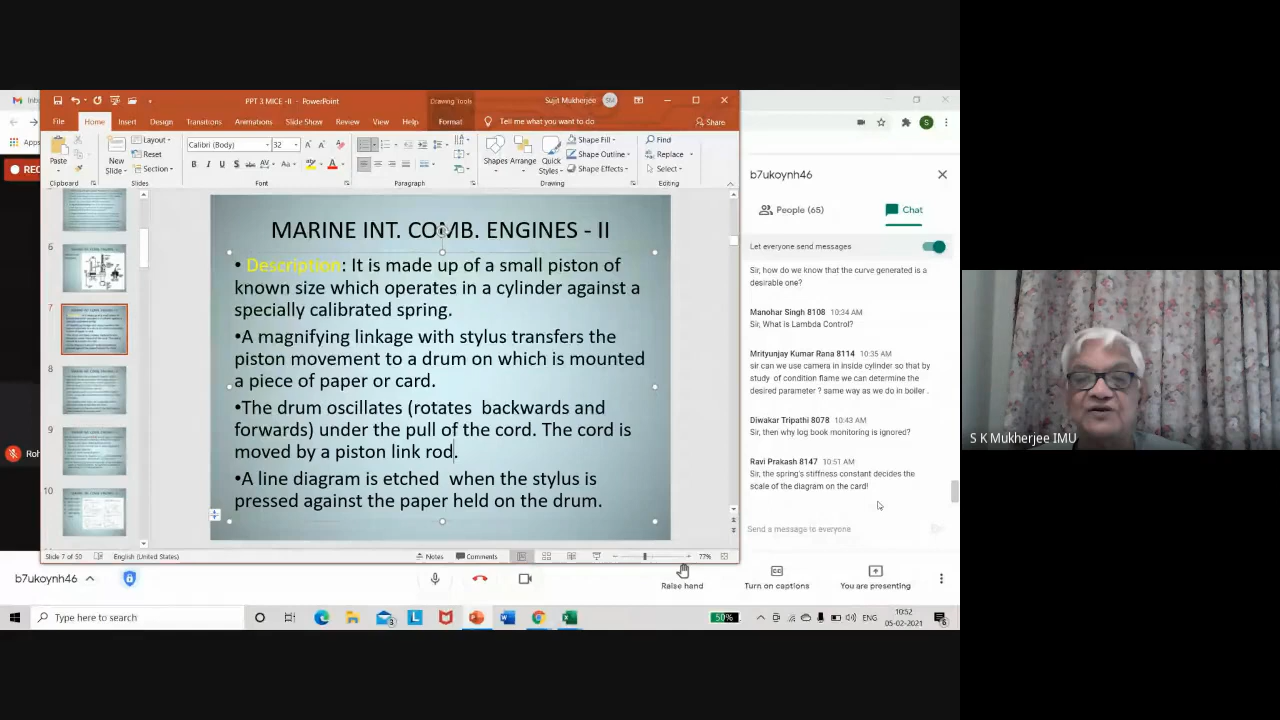 PPT 3 MICE -II - PowerPoint
Drawing Tools
Sujit Mukherjee
SM
File
Home
Insert
Design
Transitions
Animations
Slide Show
Review
View
Help
Format
Tell me what you want to do
Share
Paste
Clipboard
New
Slide
Layout
Reset
Section
Slides
Calibri (Body)
32
Font
Paragraph
Shapes
Arrange
Quick
Styles
Shape Fill
Shape Outline
Shape Effects
Drawing
Find
Replace
Select
Editing
Apps
REC
6
7
8
9
10
MARINE INT. COMB. ENGINES - II
• Description: It is made up of a small piston of
known size which operates in a cylinder against a
specially calibrated spring.
•A magnifying linkage with stylus transfers the
piston movement to a drum on which is mounted
a piece of paper or card.
•The drum oscillates (rotates backwards and
forwards) under the pull of the cord. The cord is
moved by a piston link rod.
•A line diagram is etched when the stylus is
pressed against the paper held on the drum.
Slide 7 of 50
English (United States)
Notes
Comments
77%
b7ukoynh46
People (65)
Chat
Let everyone send messages
Sir, how do we know that the curve generated is a
desirable one?
Manohar Singh 8108 10:34 AM
Sir, What is Lambda Control?
Mrityunjay Kumar Rana 8114 10:35 AM
sir can we use camera in inside cylinder so that by
study of condition flame we can determine the
desired parameter ? same way as we do in boiler .
Diwakar Tripathi 8078 10:43 AM
Sir, then why log book monitoring is ignored?
Ravi Prakash 8147 10:51 AM
Sir, the spring's stiffness constant decides the
scale of the diagram on the card!
Send a message to everyone
b7ukoynh46
Raise hand
Turn on captions
You are presenting
Type here to search
50%
ENG
10:52
05-02-2021
S K Mukherjee IMU